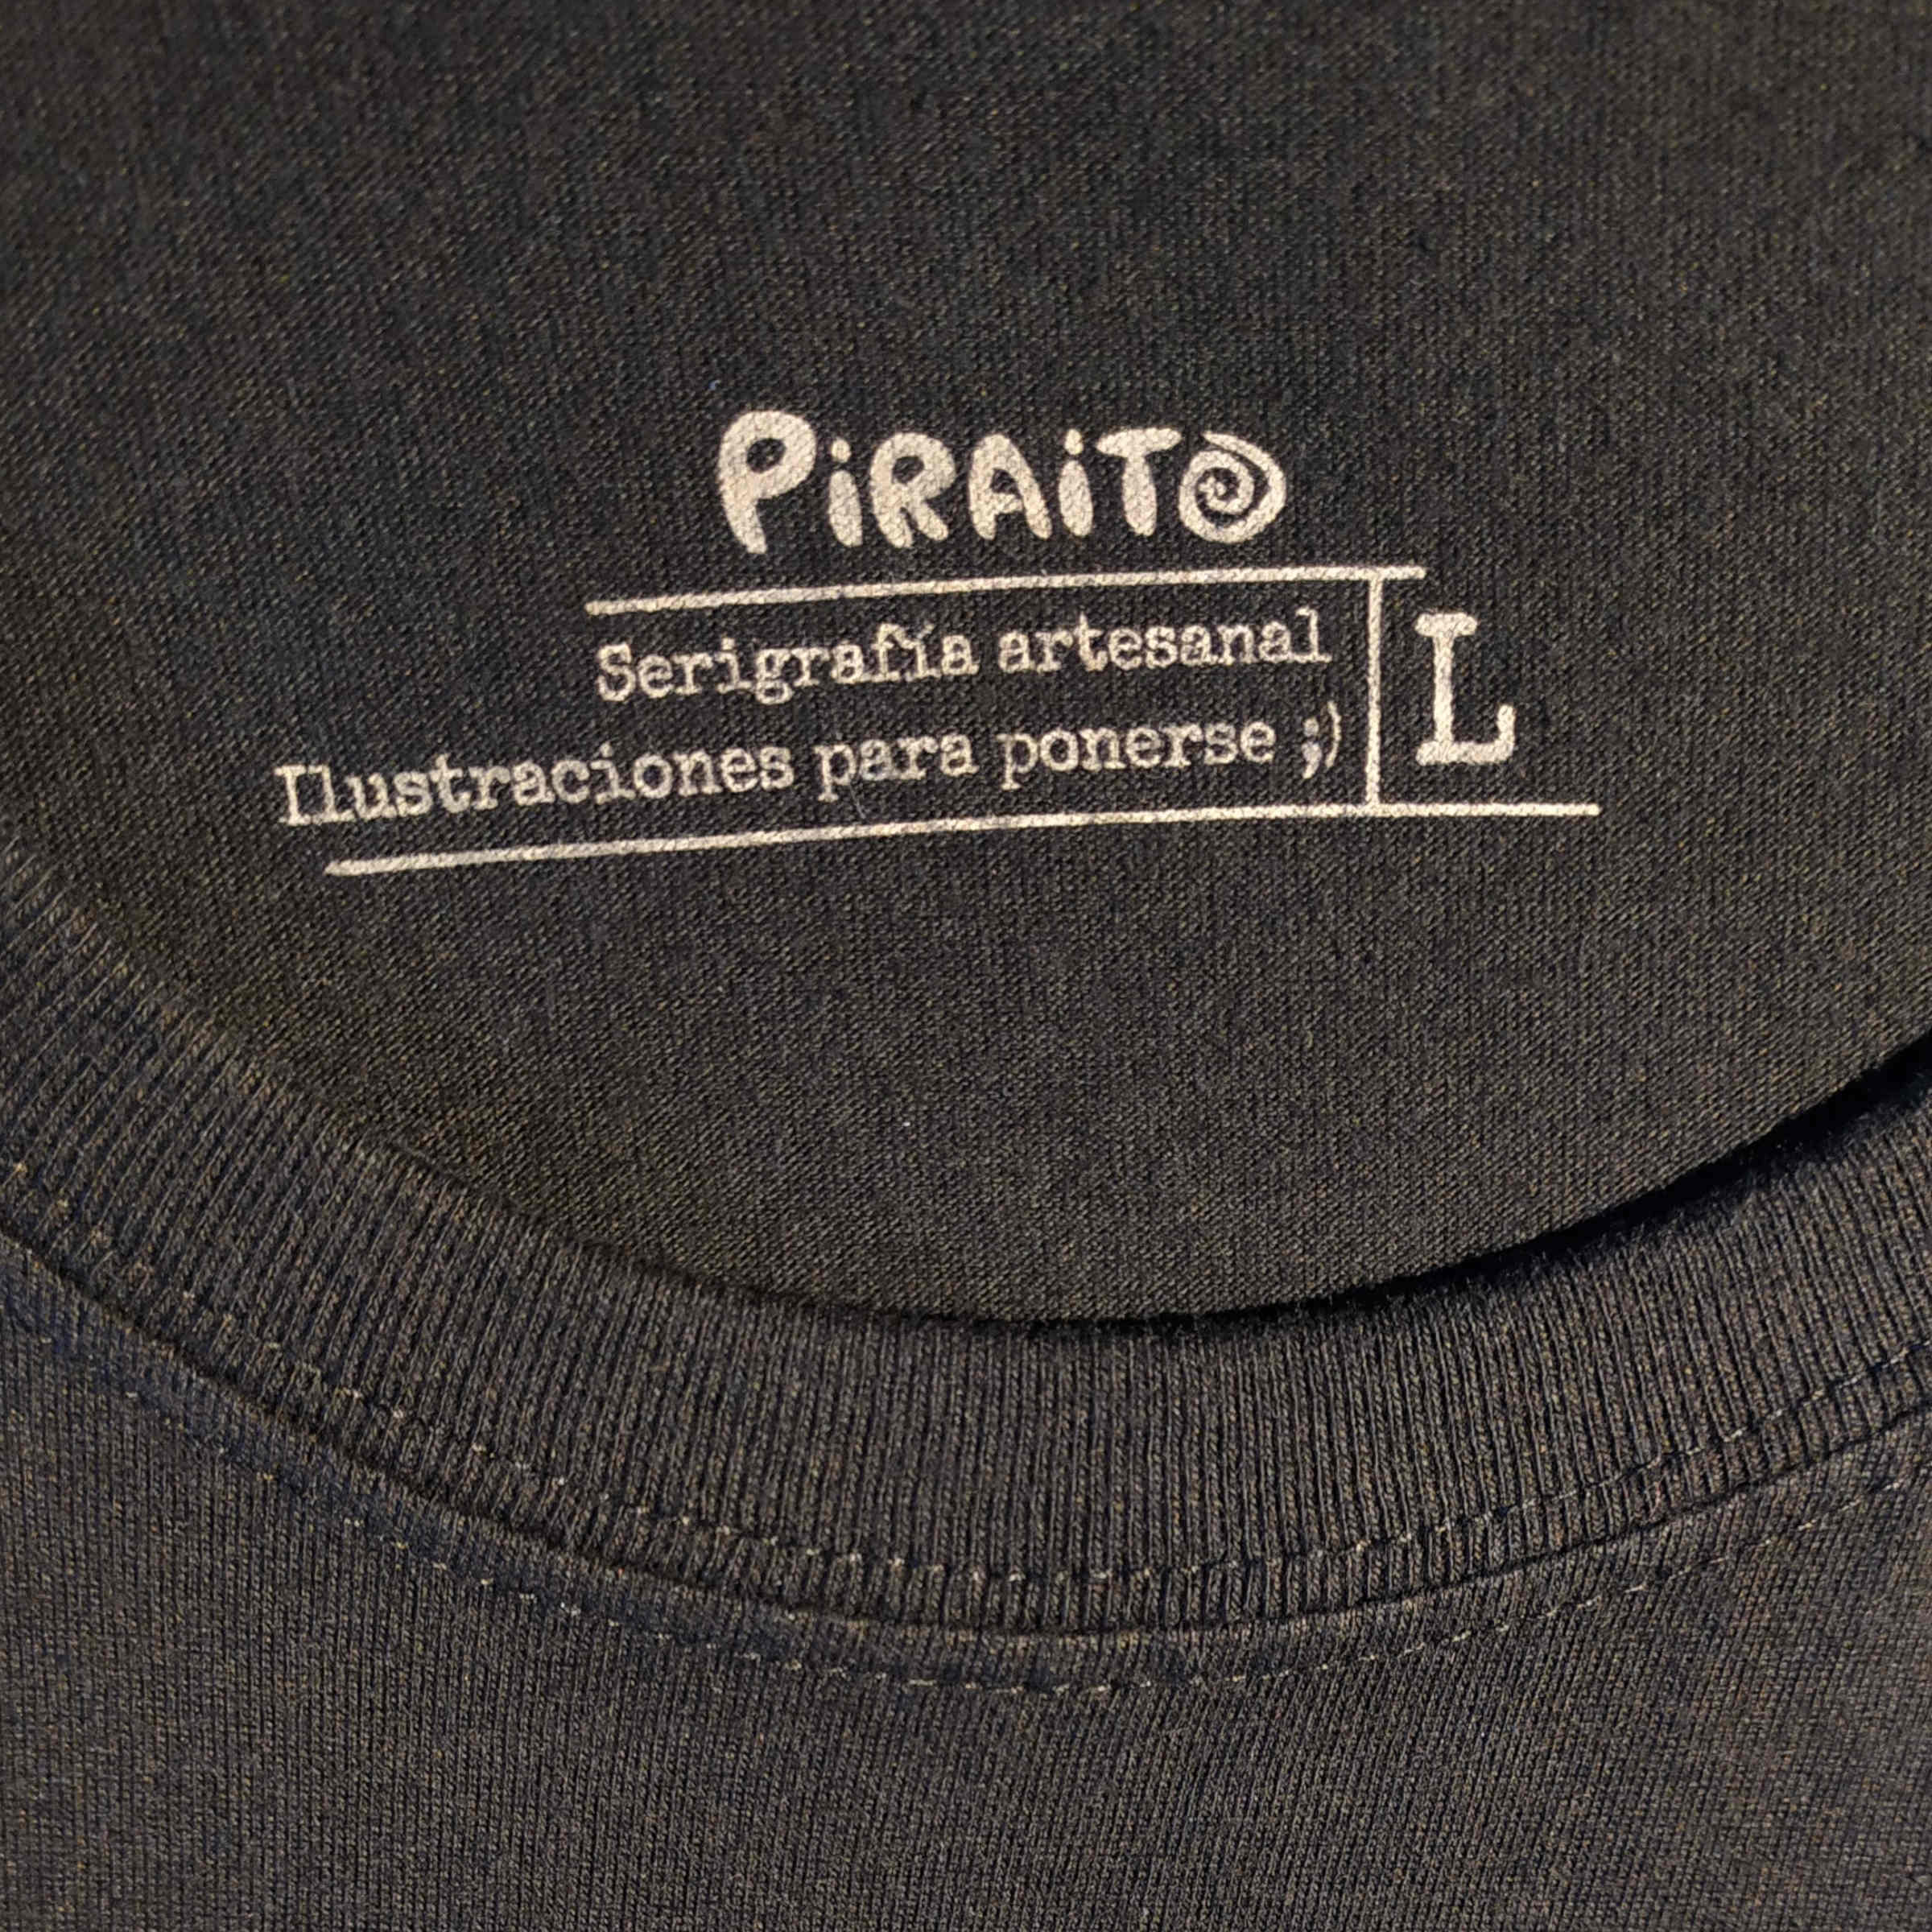 PiRAiTO
Serigrafía artesanal
Ilustraciones para ponerse ;)
L